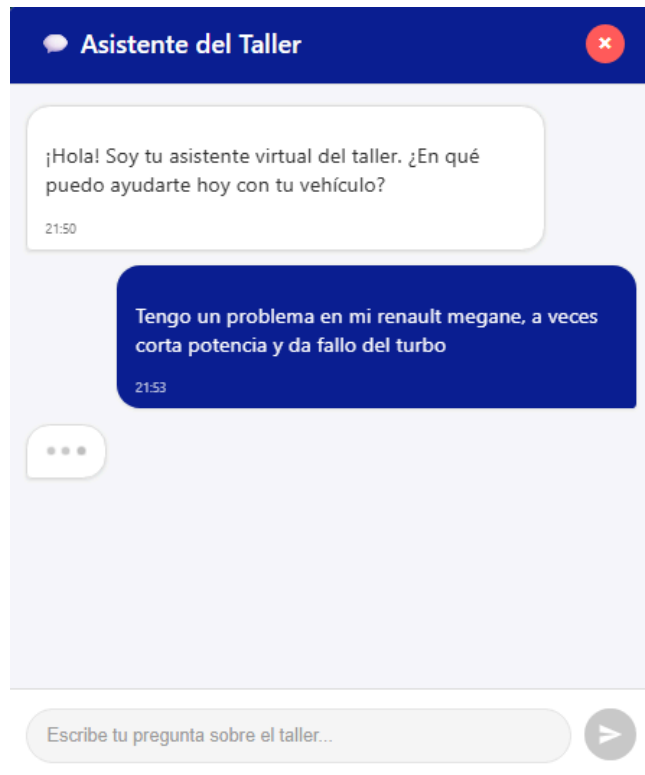 Asistente del Taller
¡Hola! Soy tu asistente virtual del taller. ¿En qué
puedo ayudarte hoy con tu vehículo?
21:50
Tengo un problema en mi renault megane, a veces
corta potencia y da fallo del turbo
21:53
Escribe tu pregunta sobre el taller...